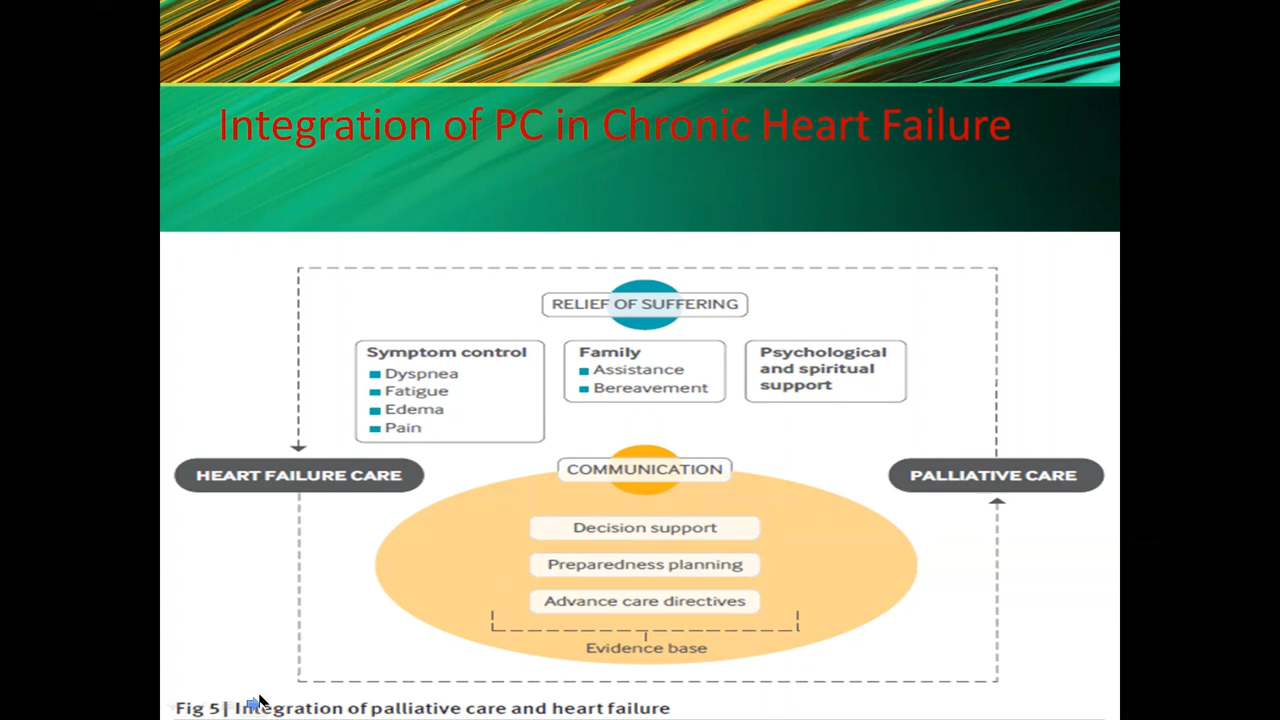 Integration of PC in Chronic Heart Failure
RELIEF OF SUFFERING
Symptom control
Dyspnea
Fatigue
Edema
Pain
Family
Assistance
Bereavement
Psychological
and spiritual
support
HEART FAILURE CARE
COMMUNICATION
PALLIATIVE CARE
Decision support
Preparedness planning
Advance care directives
Evidence base
Fig 5| Integration of palliative care and heart failure